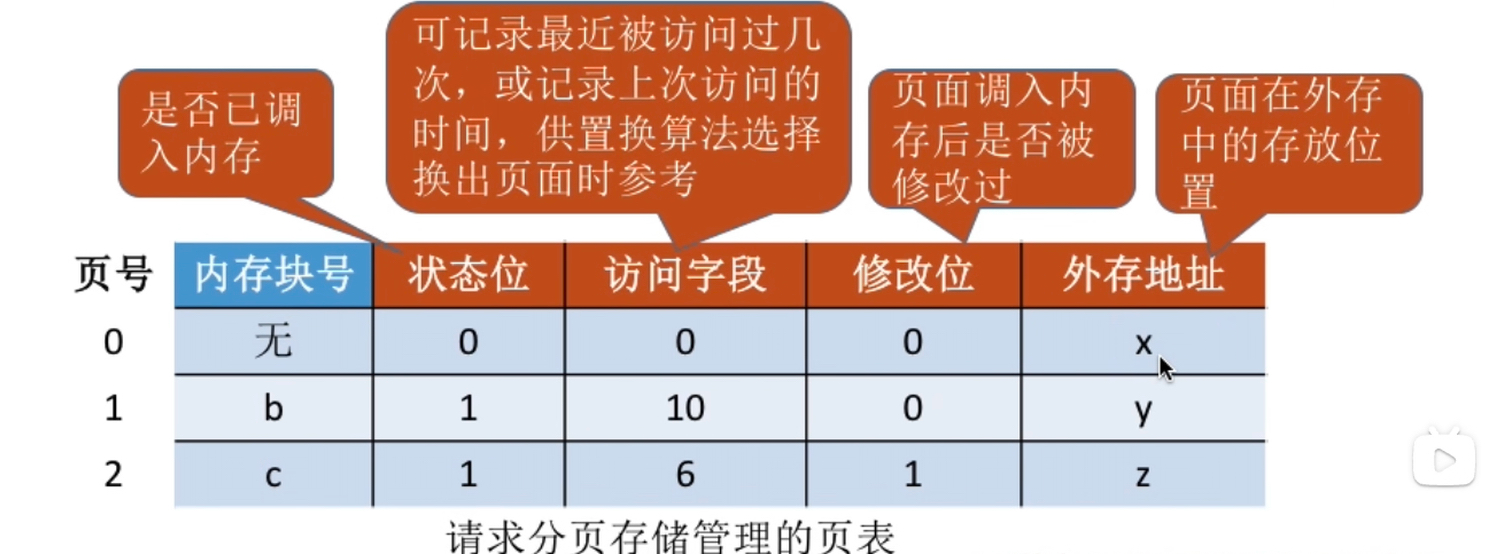 可记录最近被访问过几
次，或记录上次访问的
时间，供置换算法选择
换出页面时参考
是否已调
入内存
页面调入内
存后是否被
修改过
页面在外存
中的存放位
置
页号 内存块号 状态位 访问字段 修改位 外存地址
0 无 0 0 0 x
1 b 1 10 0 y
2 c 1 6 1 z
请求分页存储管理的页表